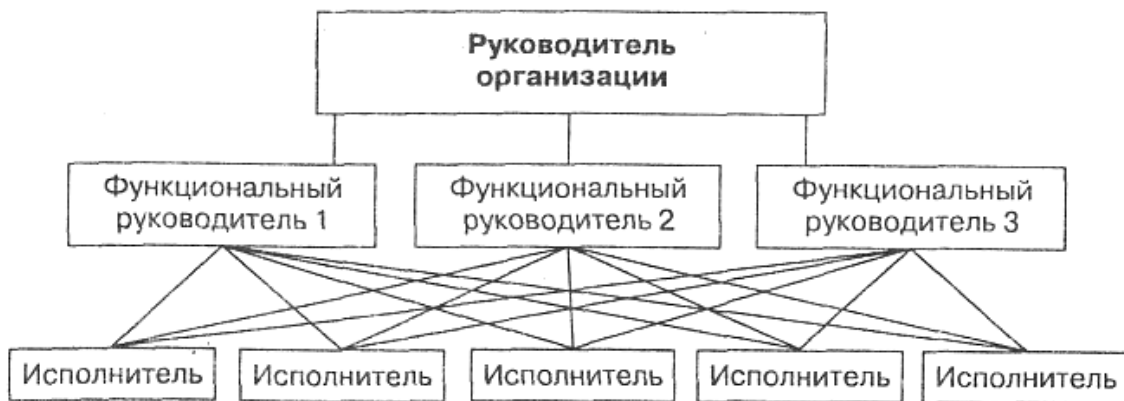 Руководитель
организации
Функциональный
руководитель 1
Функциональный
руководитель 2
Функциональный
руководитель 3
Исполнитель
Исполнитель
Исполнитель
Исполнитель
Исполнитель